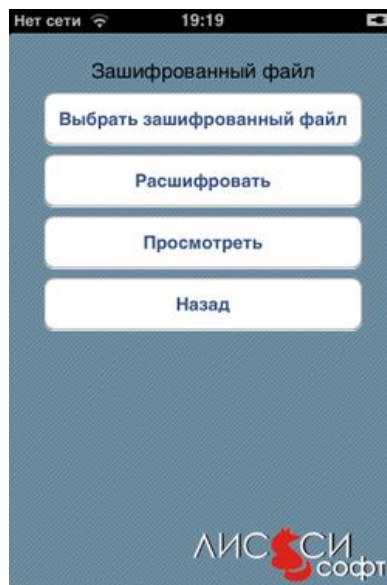 Нет сети 19:19
Зашифрованный файл
Выбрать зашифрованный файл
Расшифровать
Просмотреть
Назад
ЛИССИ
софт